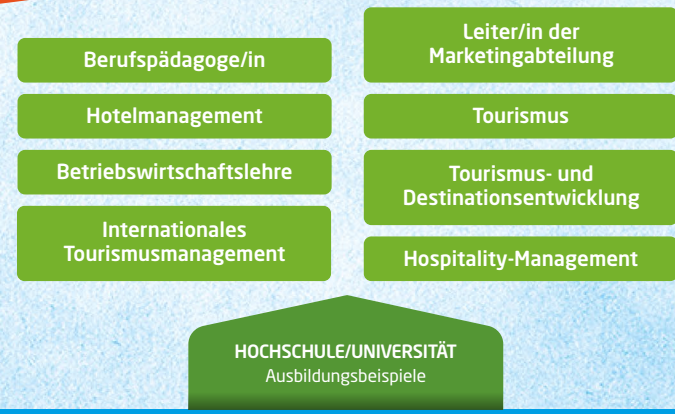 Berufspädagoge/in
Hotelmanagement
Betriebswirtschaftslehre
Internationales
Tourismusmanagement
Leiter/in der
Marketingabteilung
Tourismus
Tourismus- und
Destinationsentwicklung
Hospitality-Management
HOCHSCHULE/UNIVERSITÄT
Ausbildungsbeispiele